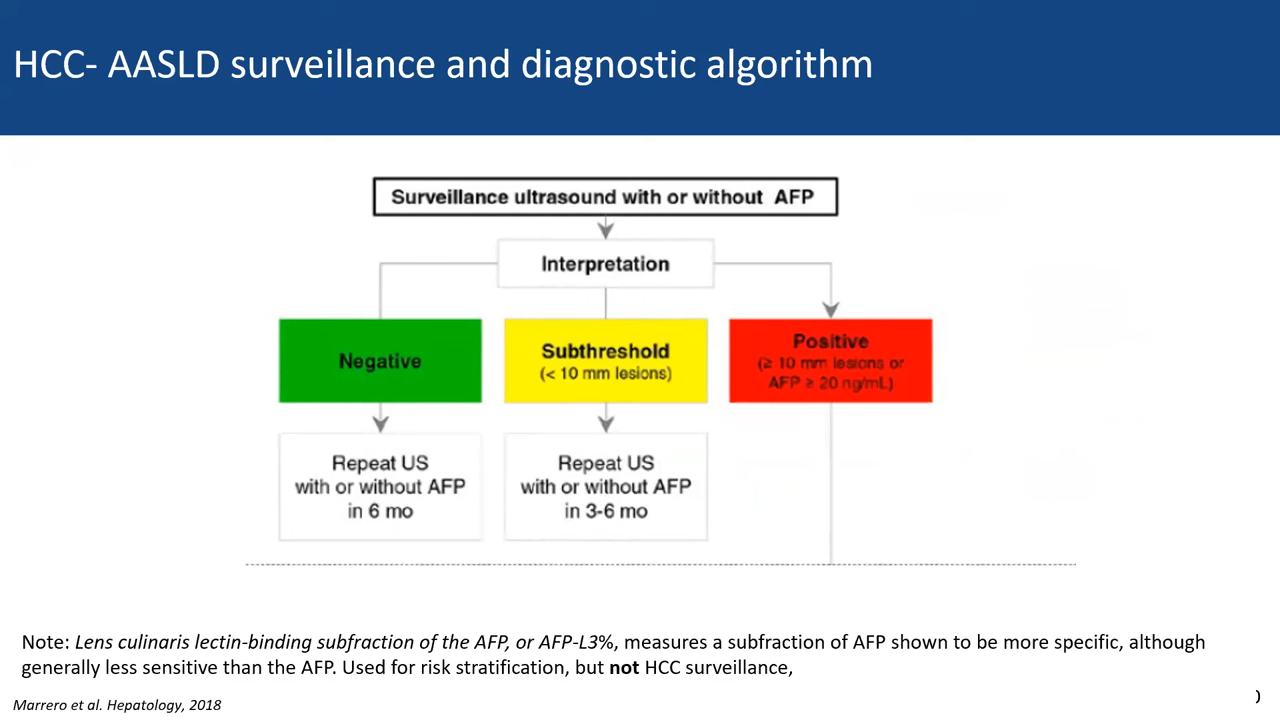 HCC- AASLD surveillance and diagnostic algorithm
Surveillance ultrasound with or without AFP
Interpretation
Negative
Subthreshold
(< 10 mm lesions)
Positive
(≥ 10 mm lesions or
AFP ≥ 20 ng/mL)
Repeat US
with or without AFP
in 6 mo
Repeat US
with or without AFP
in 3-6 mo
Note: Lens culinaris lectin-binding subfraction of the AFP, or AFP-L3%, measures a subfraction of AFP shown to be more specific, although
generally less sensitive than the AFP. Used for risk stratification, but not HCC surveillance,
Marrero et al. Hepatology, 2018